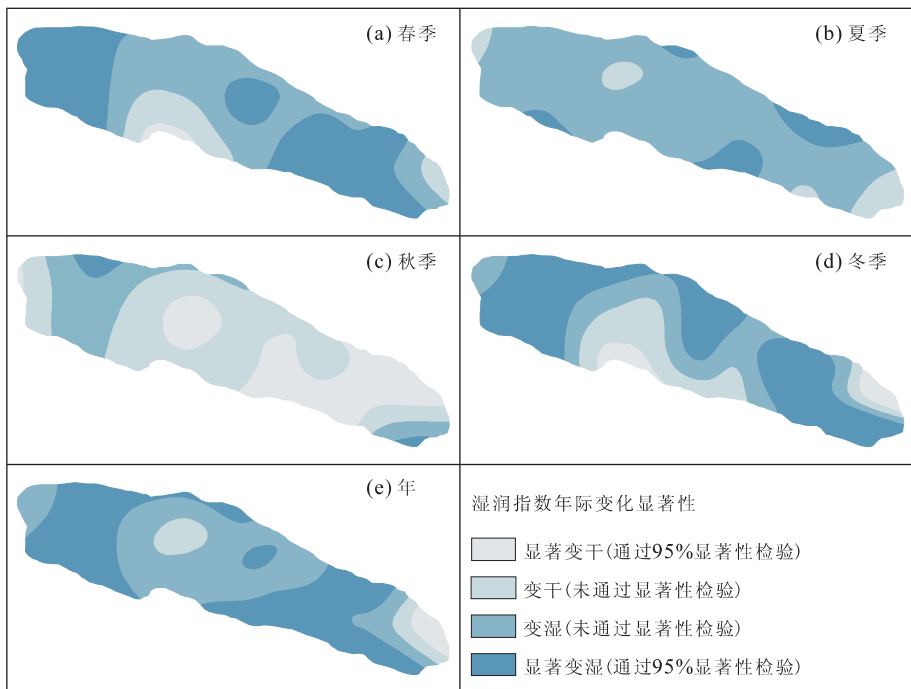 (a) 春季
(b) 夏季
(c) 秋季
(d) 冬季
(e) 年
湿润指数年际变化显著性
显著变干(通过95%显著性检验)
变干(未通过显著性检验)
变湿(未通过显著性检验)
显著变湿(通过95%显著性检验)